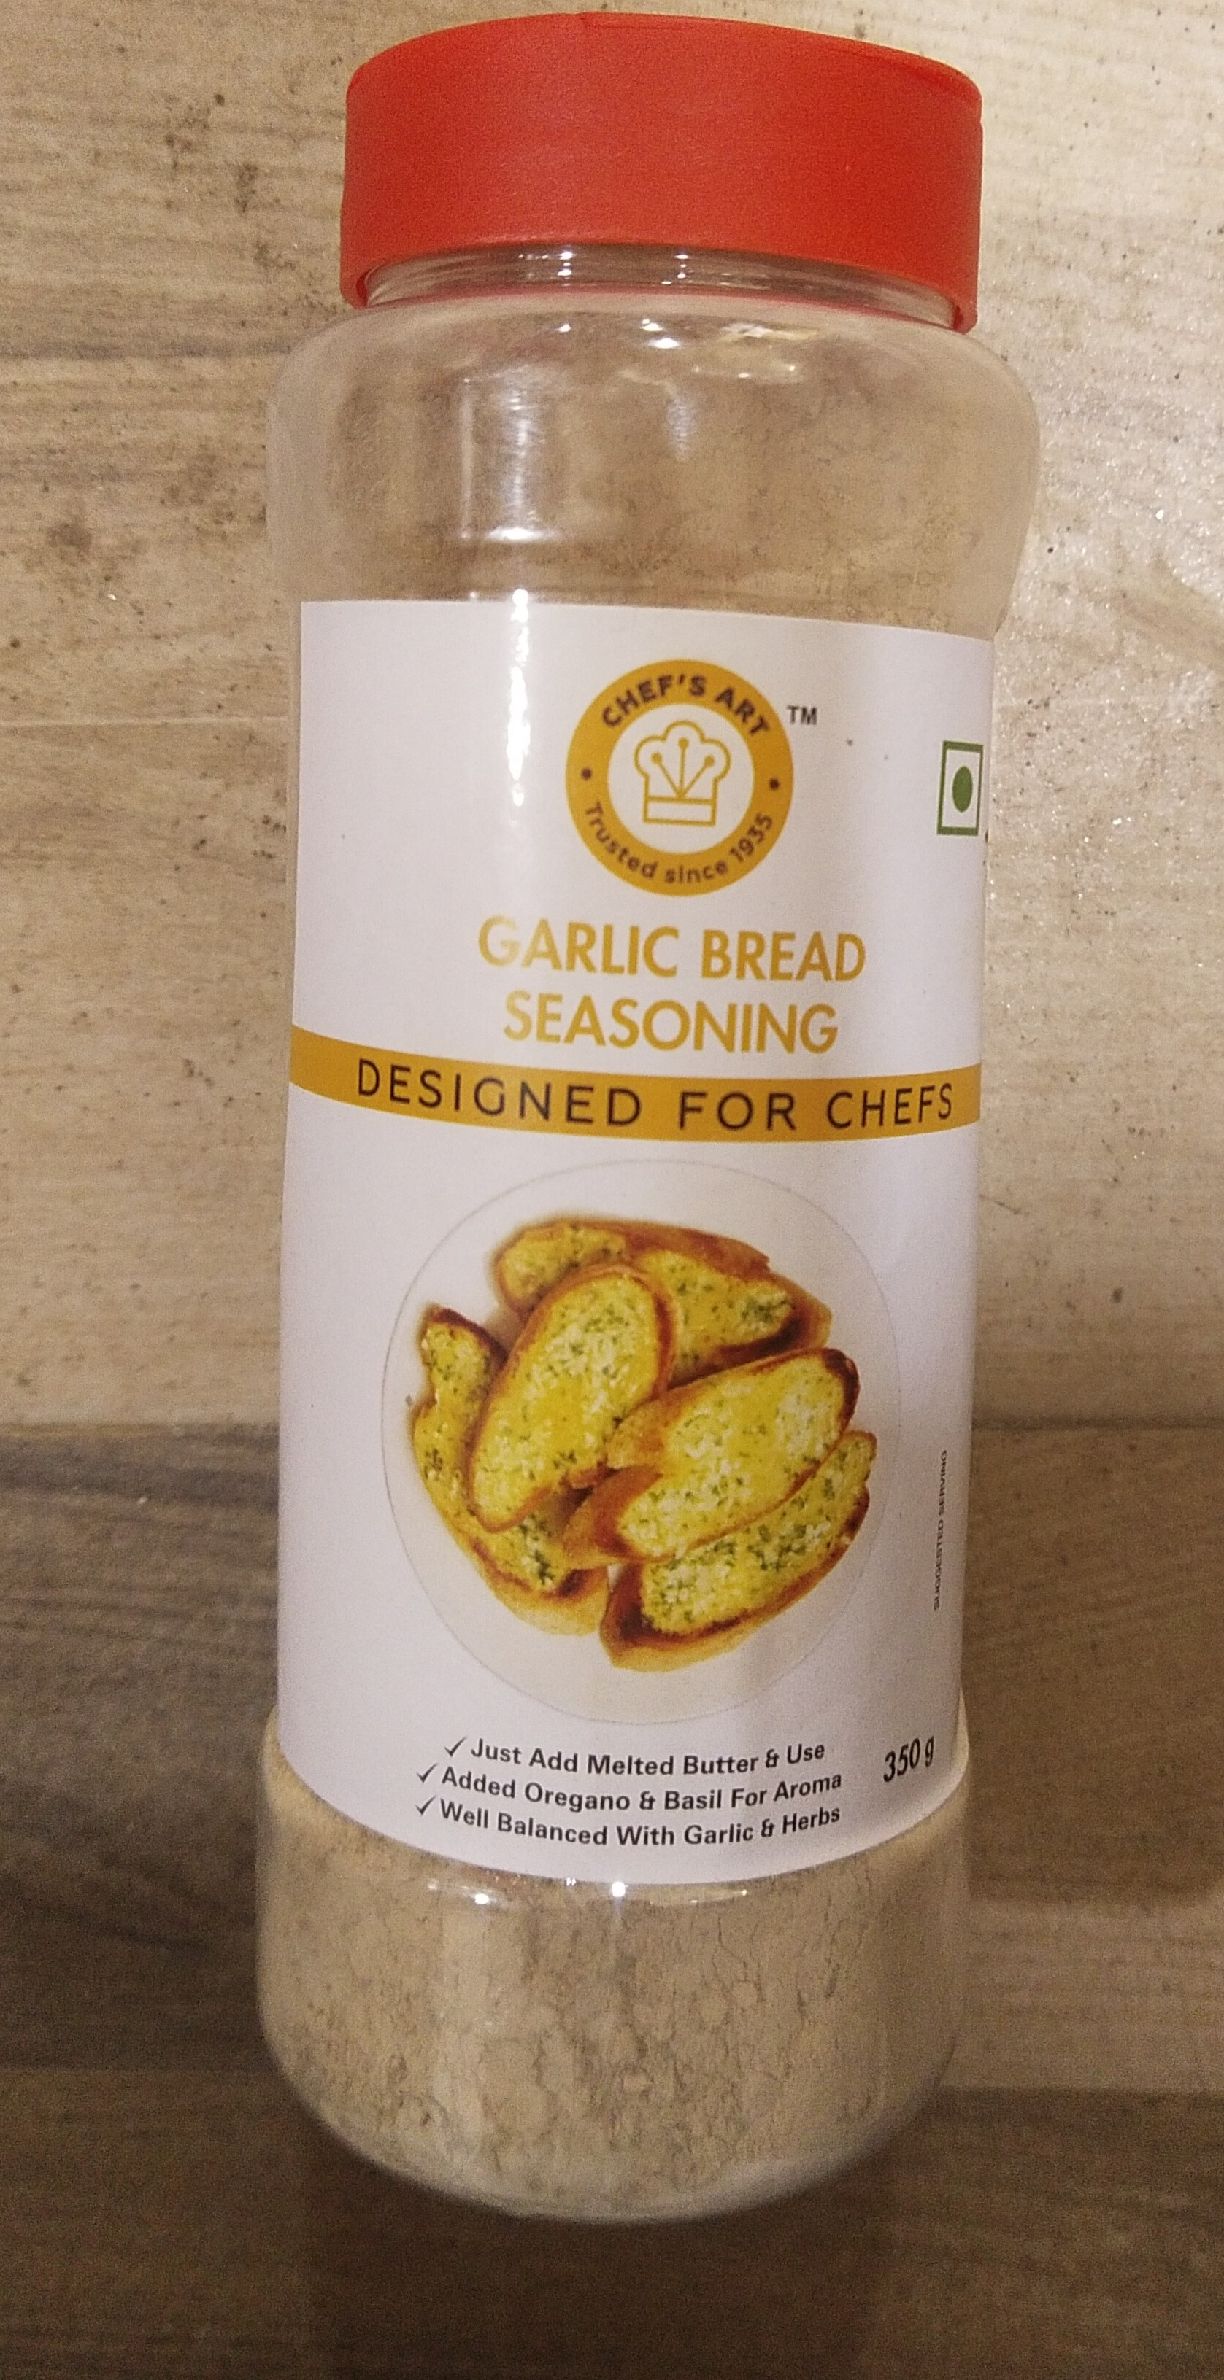 CHEF'S ART
TM
Trusted since 1935
GARLIC BREAD
SEASONING
DESIGNED FOR CHEFS
SUGGESTED SERVING
✓ Just Add Melted Butter & Use
✓ Added Oregano & Basil For Aroma
✓ Well Balanced With Garlic & Herbs
350 g